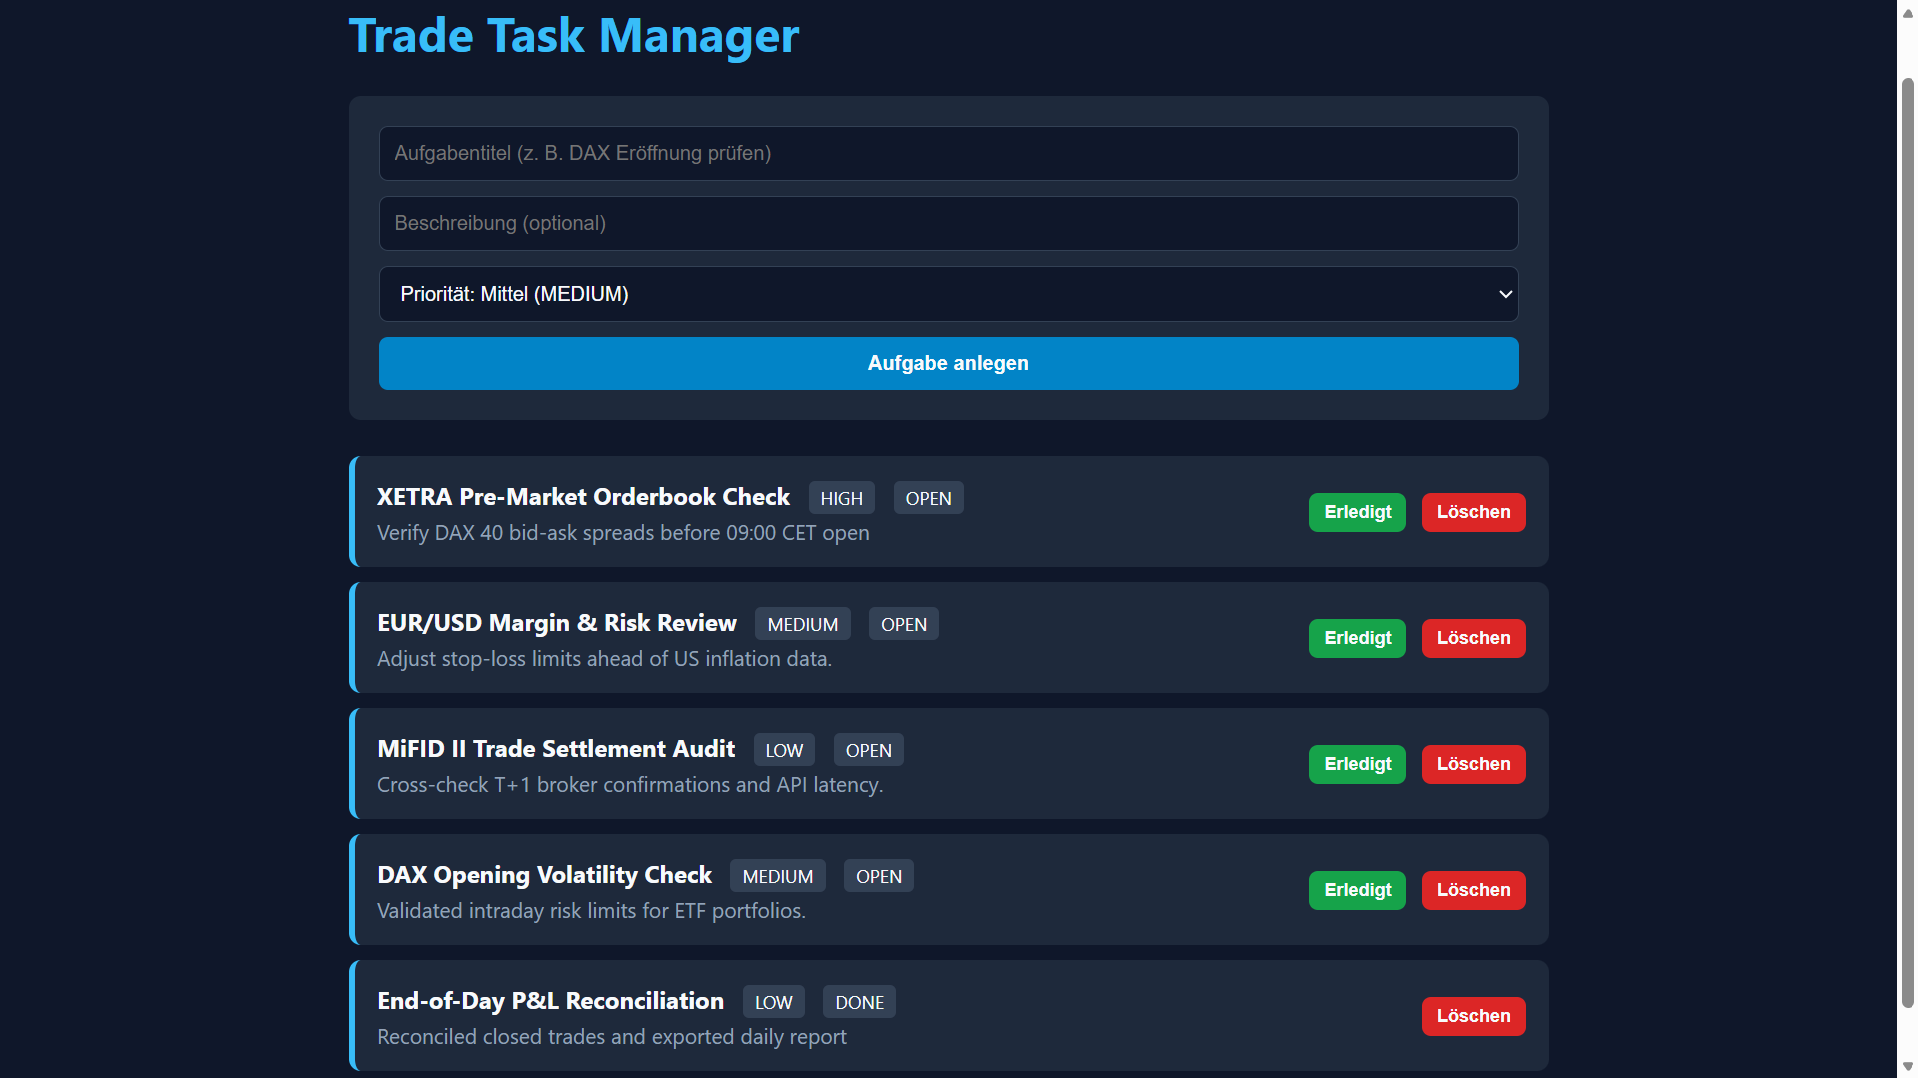 Trade Task Manager
Aufgabentitel (z. B. DAX Eröffnung prüfen)
Beschreibung (optional)
Priorität: Mittel (MEDIUM)
Aufgabe anlegen
XETRA Pre-Market Orderbook Check HIGH OPEN
Verify DAX 40 bid-ask spreads before 09:00 CET open
Erledigt Löschen
EUR/USD Margin & Risk Review MEDIUM OPEN
Adjust stop-loss limits ahead of US inflation data.
Erledigt Löschen
MiFID II Trade Settlement Audit LOW OPEN
Cross-check T+1 broker confirmations and API latency.
Erledigt Löschen
DAX Opening Volatility Check MEDIUM OPEN
Validated intraday risk limits for ETF portfolios.
Erledigt Löschen
End-of-Day P&L Reconciliation LOW DONE
Reconciled closed trades and exported daily report
Löschen